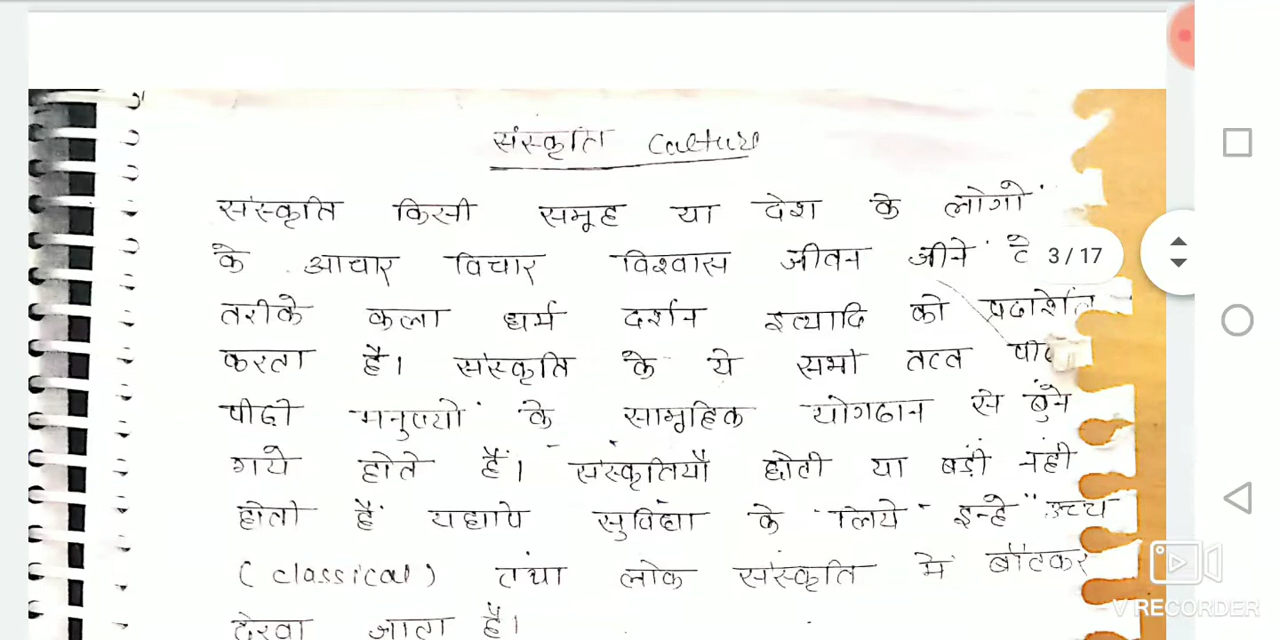 संस्कृति Culture
संस्कृति किसी समूह या देश के लोगों
के आचार विचार विश्वास जीवन जीने
3/17
तरीके कला धर्म दर्शन इत्यादि को प्रदर्शित
करता है। संस्कृति के ये सभी तत्व
पीढी मनुष्यों के सामूहिक योगदान से बुने
गये होते हैं। संस्कृतियाँ छोटी या बड़ी नही
होती हैं यद्यपि सुविधा के लिये इन्हे "उच्च
(classical) तथा लोक संस्कृति में बाँटकर
देखा जाता है।
V RECORDER